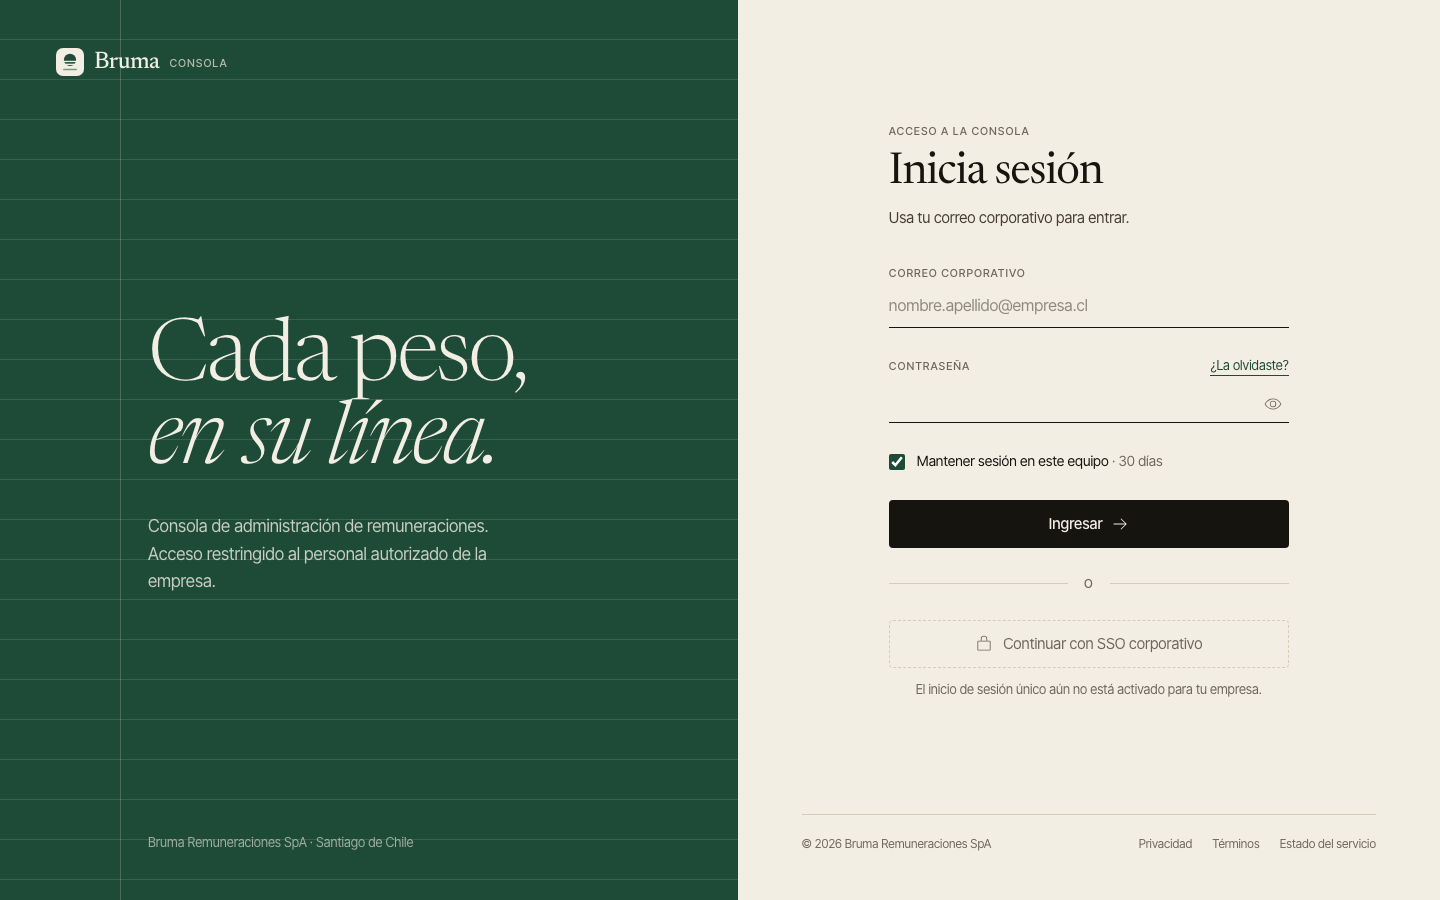 Bruma CONSOLA
Cada peso,
en su línea.
Consola de administración de remuneraciones.
Acceso restringido al personal autorizado de la
empresa.
Bruma Remuneraciones SpA · Santiago de Chile
ACCESO A LA CONSOLA
Inicia sesión
Usa tu correo corporativo para entrar.
CORREO CORPORATIVO
nombre.apellido@empresa.cl
CONTRASEÑA ¿La olvidaste?
Mantener sesión en este equipo · 30 días
Ingresar →
O
Continuar con SSO corporativo
El inicio de sesión único aún no está activado para tu empresa.
© 2026 Bruma Remuneraciones SpA Privacidad Términos Estado del servicio